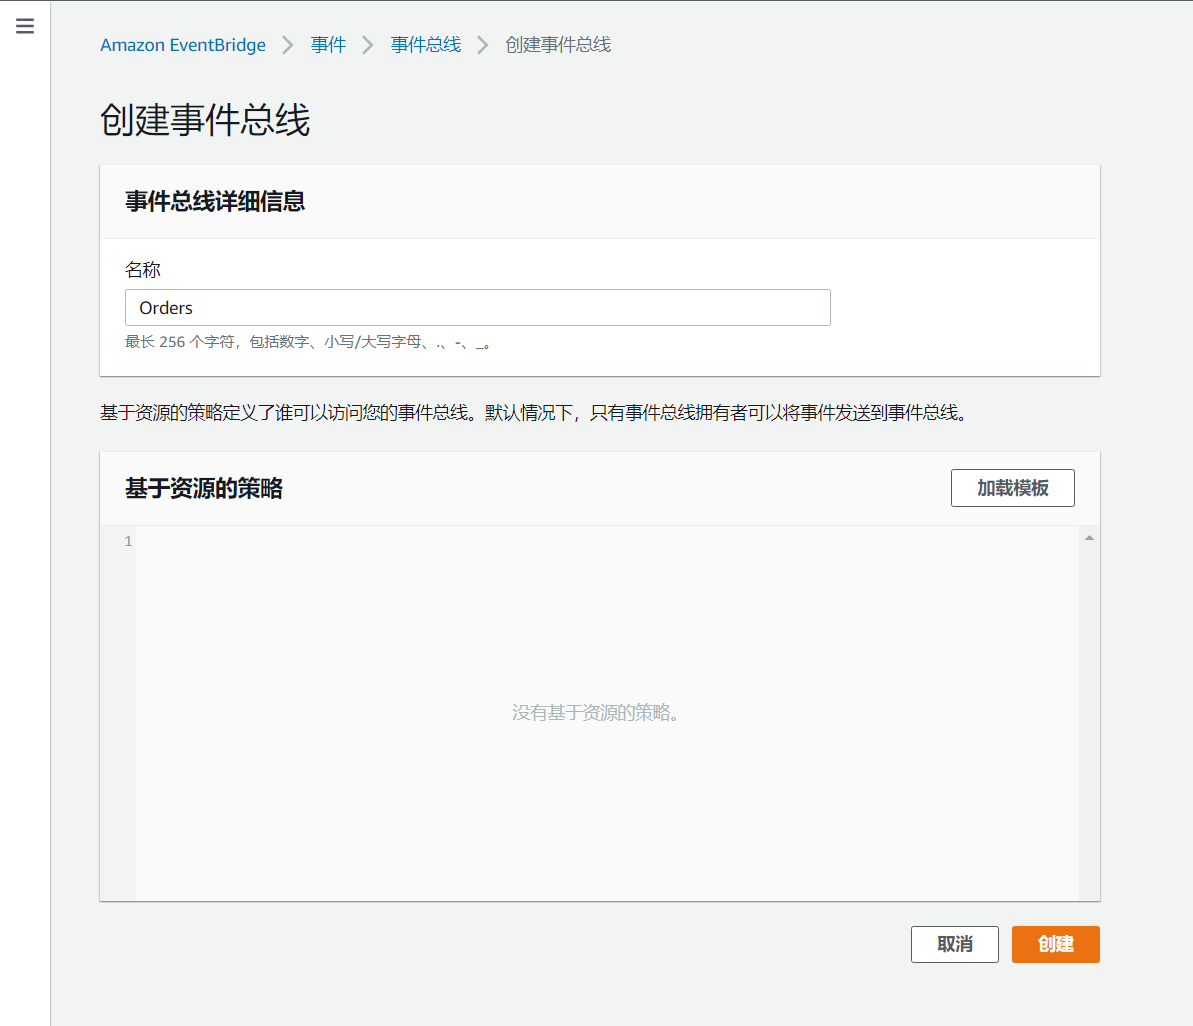 Amazon EventBridge > 事件 > 事件总线 > 创建事件总线
创建事件总线
事件总线详细信息
名称
Orders
最长 256 个字符，包括数字、小写/大写字母、.、-、_。
基于资源的策略定义了谁可以访问您的事件总线。默认情况下，只有事件总线拥有者可以将事件发送到事件总线。
基于资源的策略
加载模板
1
没有基于资源的策略。
取消
创建